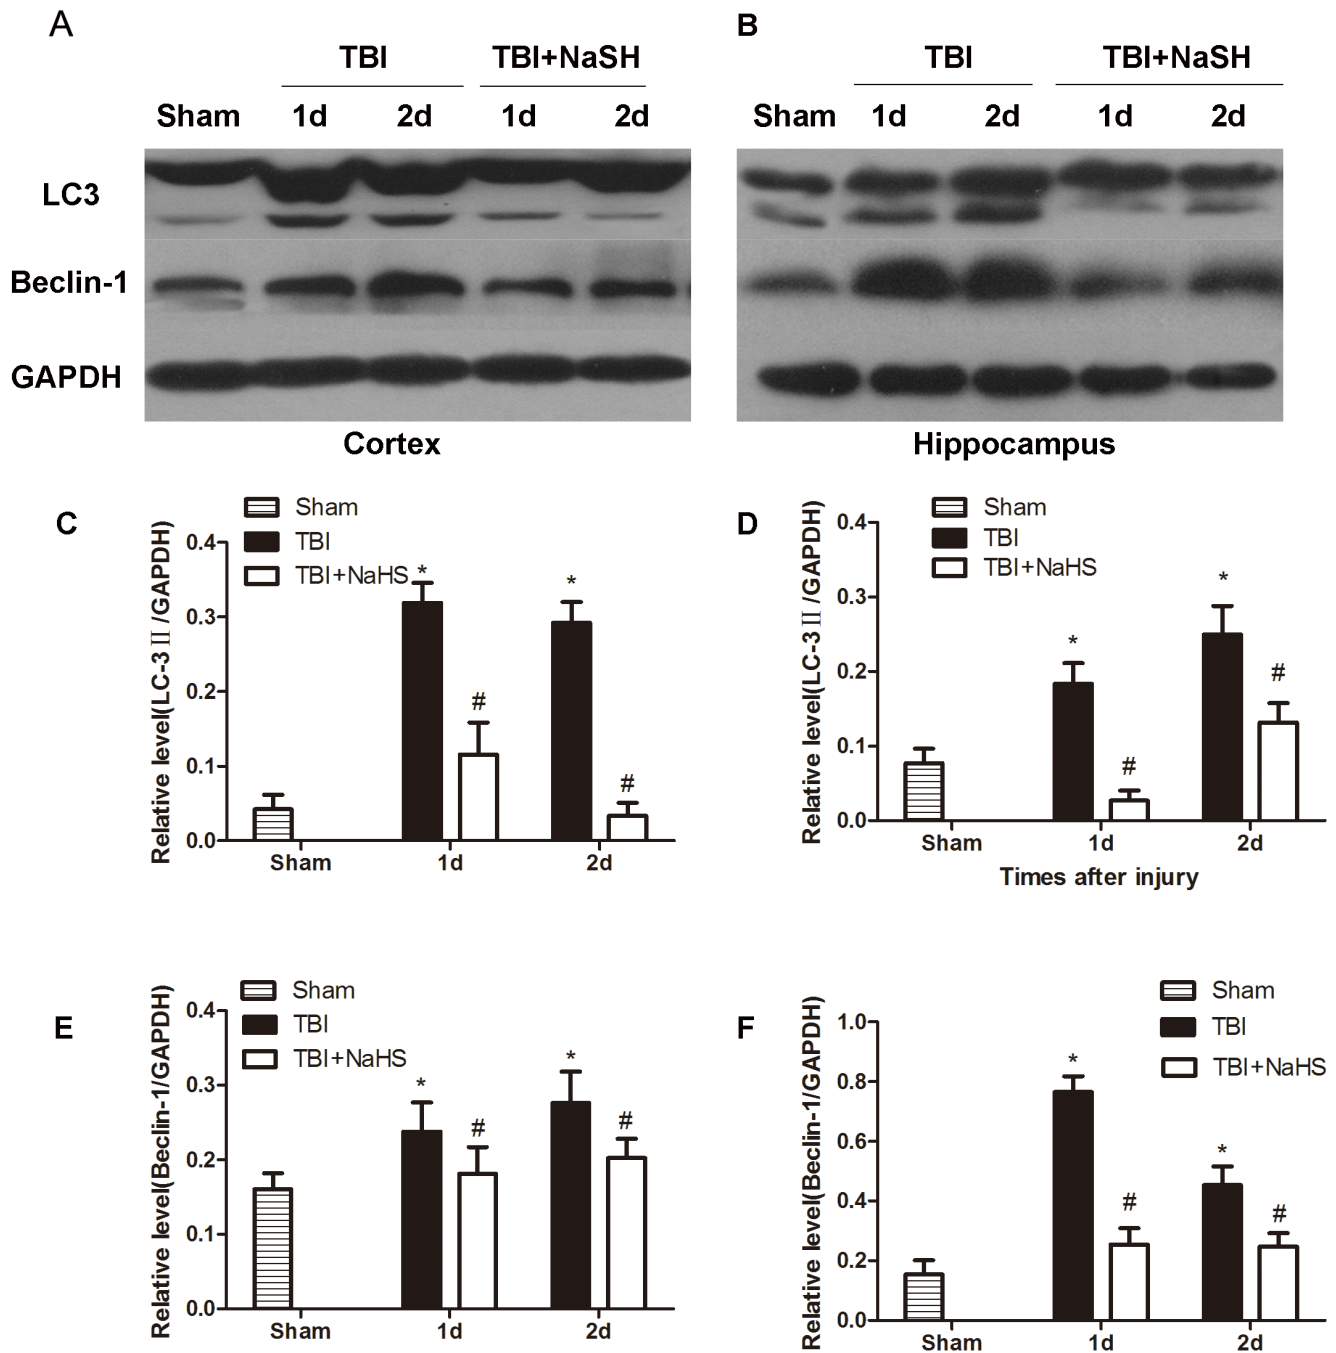 A
B
TBI
TBI+NaSH
TBI
TBI+NaSH
Sham
1d
2d
1d
2d
Sham
1d
2d
1d
2d
LC3
Beclin-1
GAPDH
Cortex
Hippocampus
C
Sham
TBI
TBI+NaHS
Relative level(LC-3 II /GAPDH)
0.4
0.3
0.2
0.1
0.0
*
#
*
#
Sham
1d
2d
D
Sham
TBI
TBI+NaHS
Relative level(LC-3 II /GAPDH)
0.4
0.3
0.2
0.1
0.0
*
#
*
#
Sham
1d
2d
Times after injury
E
Sham
TBI
TBI+NaHS
Relative level(Beclin-1/GAPDH)
0.4
0.3
0.2
0.1
0.0
*
#
*
#
Sham
1d
2d
F
Sham
TBI
TBI+NaHS
Relative level(Beclin-1/GAPDH)
1.0
0.8
0.6
0.4
0.2
0.0
*
#
*
#
Sham
1d
2d